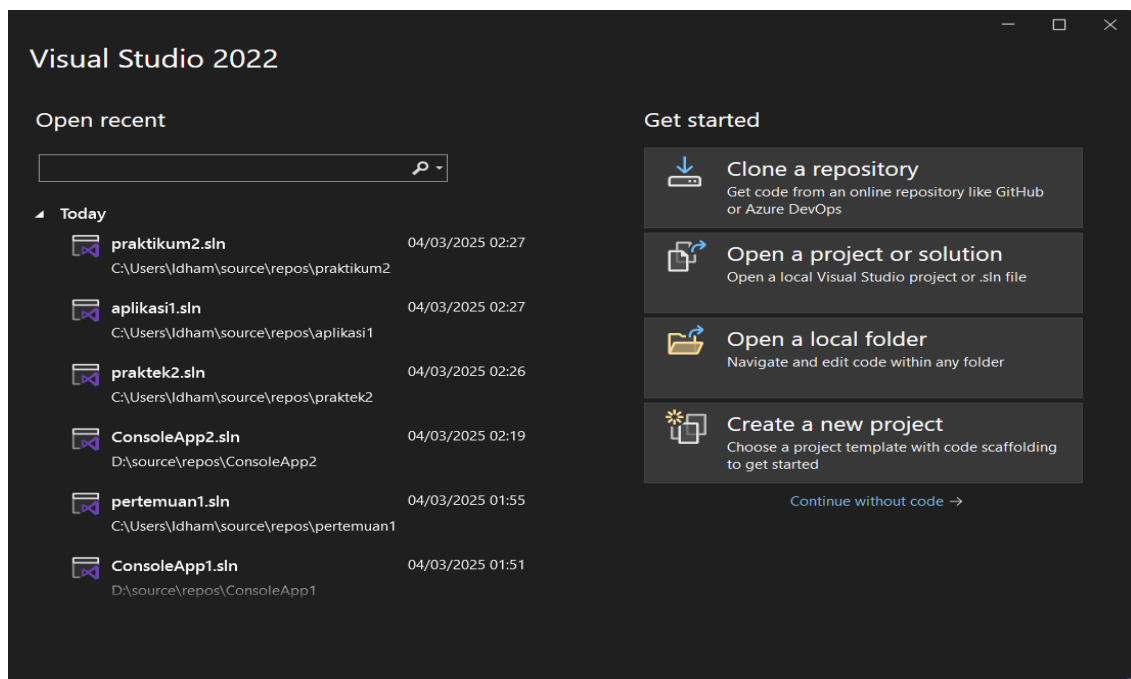 Visual Studio 2022
Open recent
Today
praktikum2.sln 04/03/2025 02:27
C:\Users\Idham\source\repos\praktikum2
aplikasi1.sln 04/03/2025 02:27
C:\Users\Idham\source\repos\aplikasi1
praktek2.sln 04/03/2025 02:26
C:\Users\Idham\source\repos\praktek2
ConsoleApp2.sln 04/03/2025 02:19
D:\source\repos\ConsoleApp2
pertemuan1.sln 04/03/2025 01:55
C:\Users\Idham\source\repos\pertemuan1
ConsoleApp1.sln 04/03/2025 01:51
D:\source\repos\ConsoleApp1
Get started
Clone a repository
Get code from an online repository like GitHub
or Azure DevOps
Open a project or solution
Open a local Visual Studio project or .sln file
Open a local folder
Navigate and edit code within any folder
Create a new project
Choose a project template with code scaffolding
to get started
Continue without code →